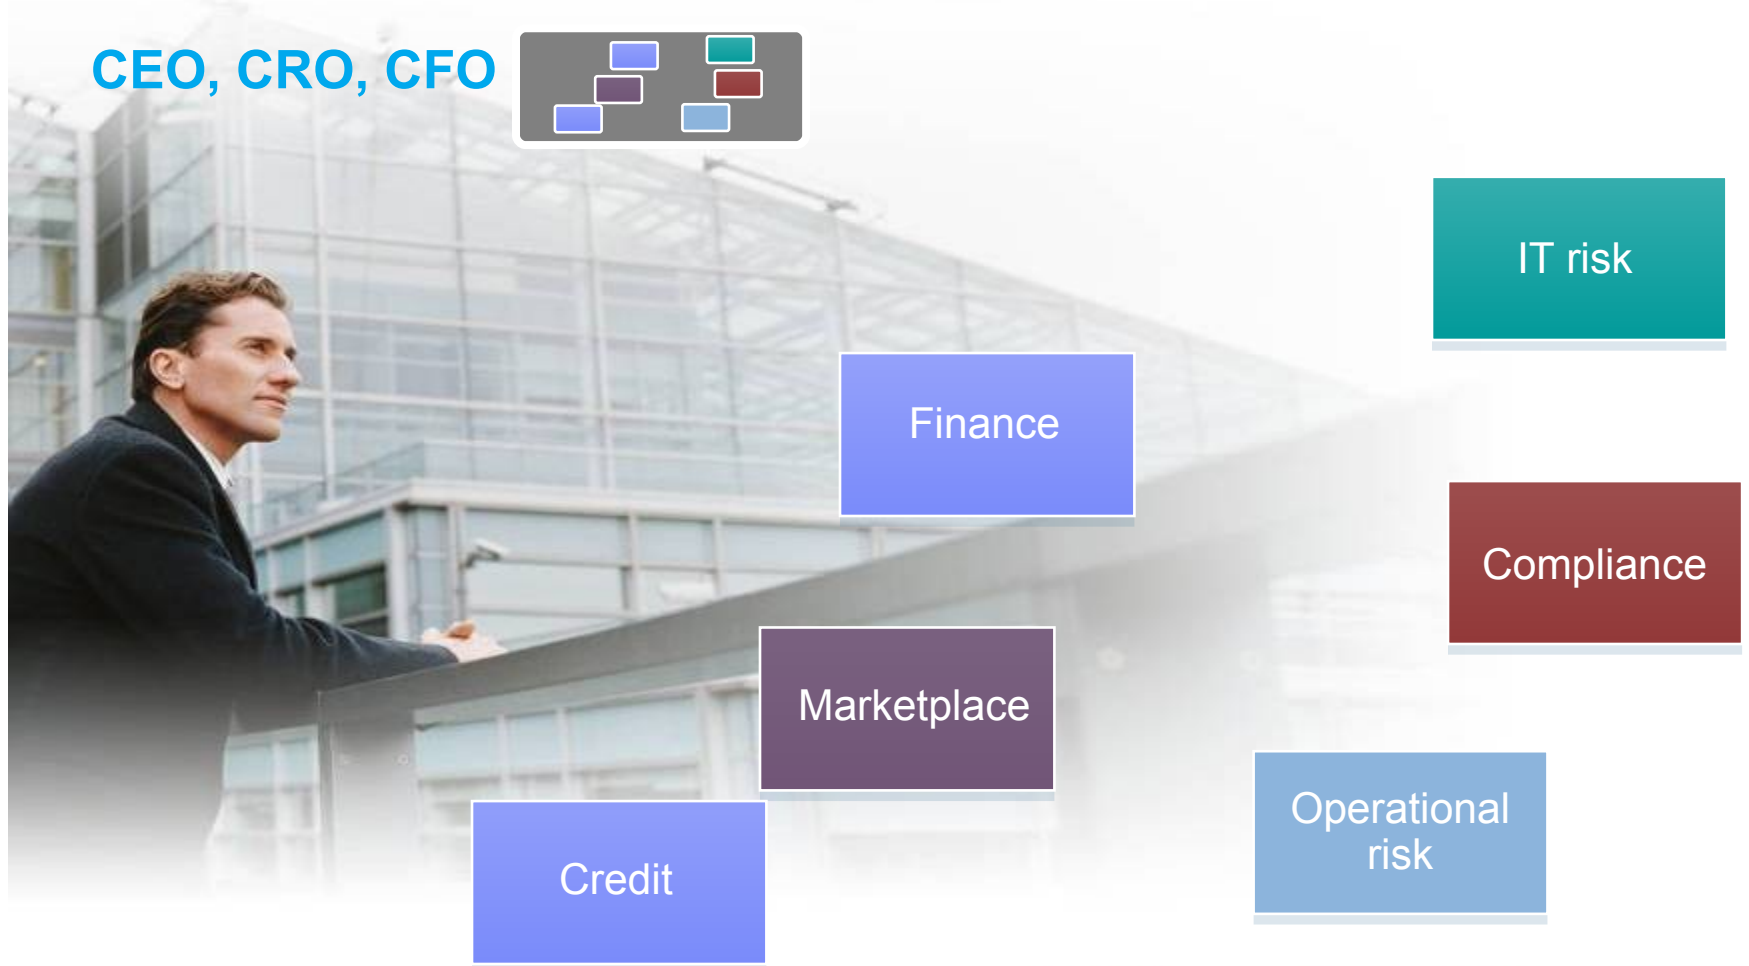 CEO, CRO, CFO
IT risk
Finance
Compliance
Marketplace
Operational
risk
Credit